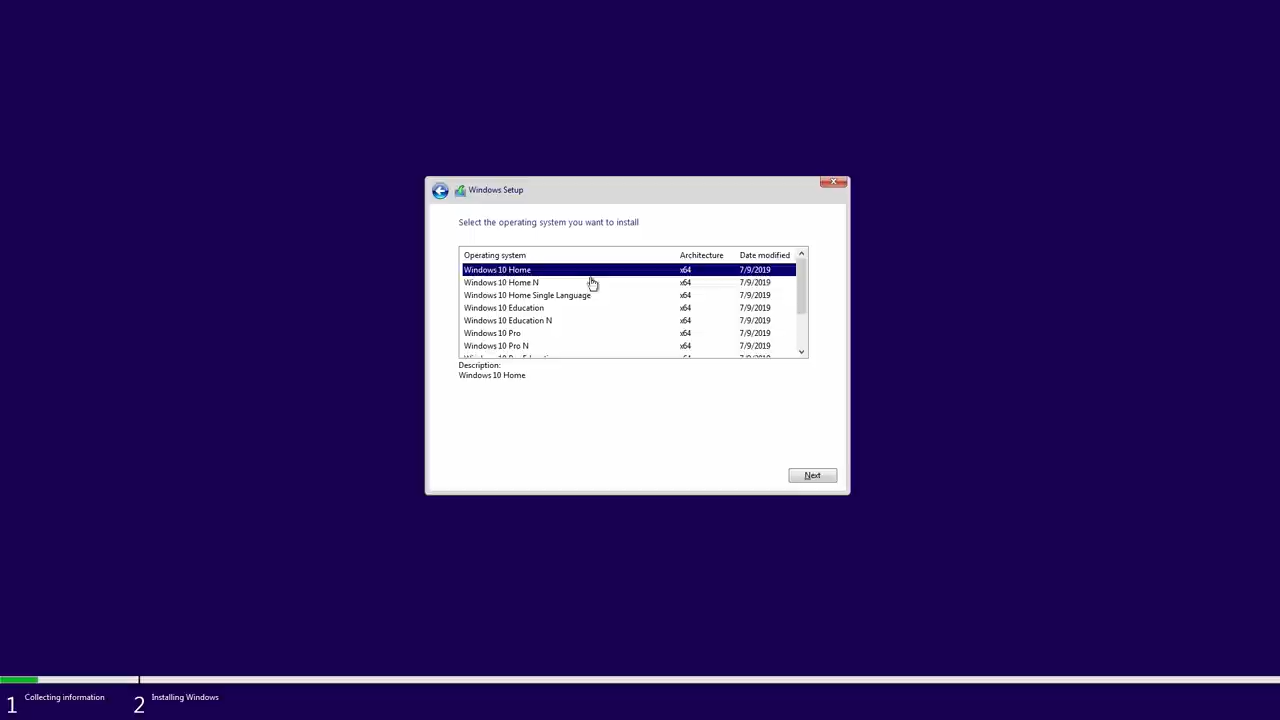 Windows Setup
Select the operating system you want to install
Operating system Architecture Date modified
Windows 10 Home x64 7/9/2019
Windows 10 Home N x64 7/9/2019
Windows 10 Home Single Language x64 7/9/2019
Windows 10 Education x64 7/9/2019
Windows 10 Education N x64 7/9/2019
Windows 10 Pro x64 7/9/2019
Windows 10 Pro N x64 7/9/2019
Description:
Windows 10 Home
Next
1 Collecting information 2 Installing Windows